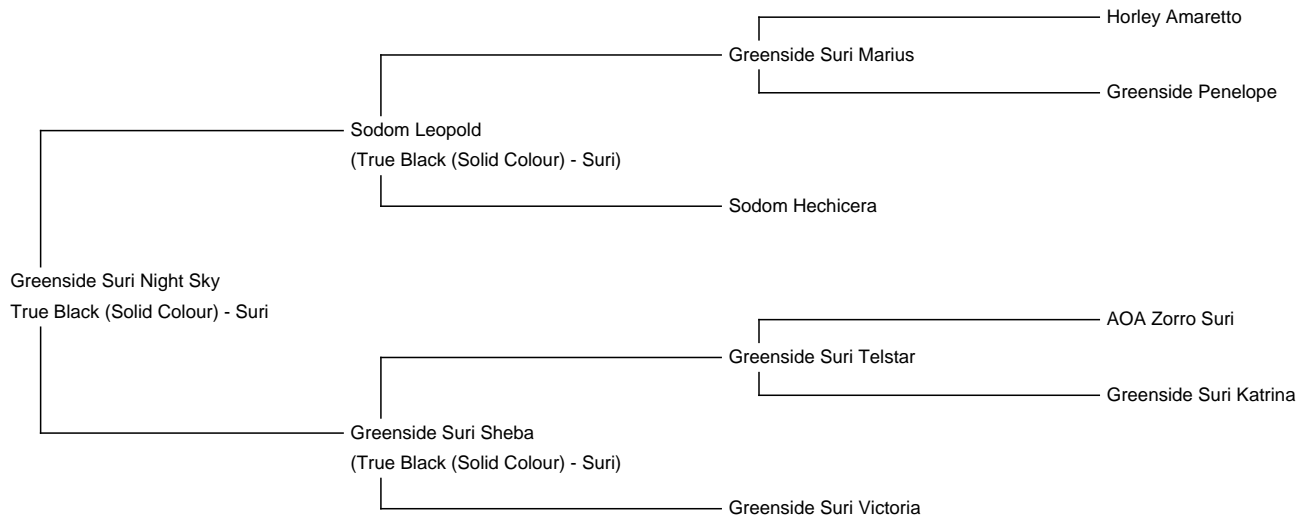 Horley Amaretto
Greenside Suri Marius
Greenside Penelope
Sodom Leopold
(True Black (Solid Colour) - Suri)
Sodom Hechicera
Greenside Suri Night Sky
True Black (Solid Colour) - Suri
AOA Zorro Suri
Greenside Suri Telstar
Greenside Suri Katrina
Greenside Suri Sheba
(True Black (Solid Colour) - Suri)
Greenside Suri Victoria